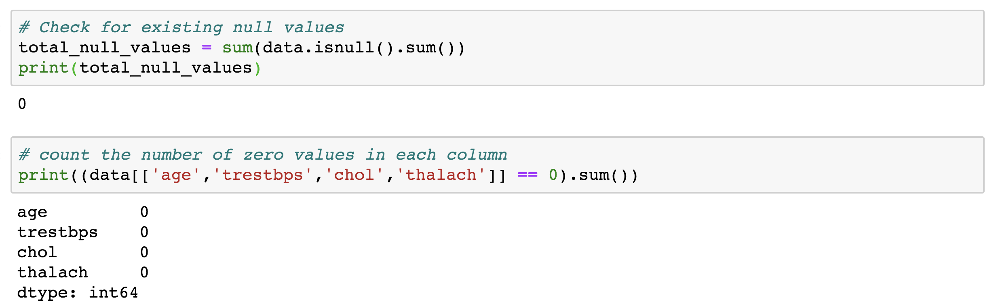 # Check for existing null values
total_null_values = sum(data.isnull().sum())
print(total_null_values)
0
# count the number of zero values in each column
print((data[['age','trestbps','chol','thalach']] == 0).sum())
age         0
trestbps    0
chol        0
thalach     0
dtype: int64